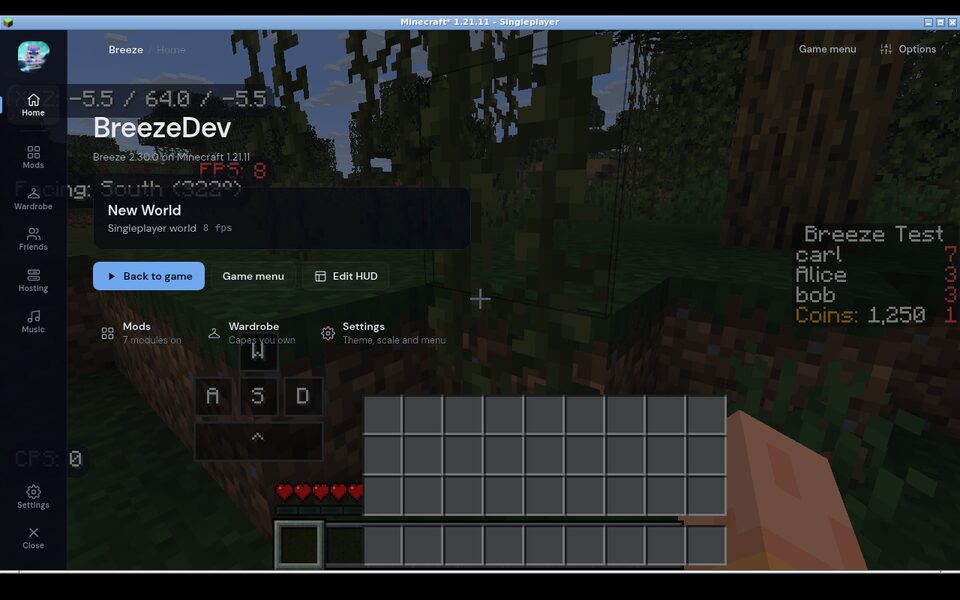 Minecraft* 1.21.11 - Singleplayer
Breeze / Home
Game menu
Options
-5.5 / 64.0 / -5.5
Home
BreezeDev
Breeze 2.30.0 on Minecraft 1.21.11
FPS: 8
Mods
Facing: South (322°)
Wardrobe
New World
Singleplayer world 8 fps
Friends
Breeze Test
carl 7
Alice 3
bob 3
Coins: 1,250 1
Back to game
Game menu
Edit HUD
Hosting
Music
Mods
7 modules on
Wardrobe
Capes you own
Settings
Theme, scale and menu
W
A
S
D
^
CPS: 0
Settings
Close